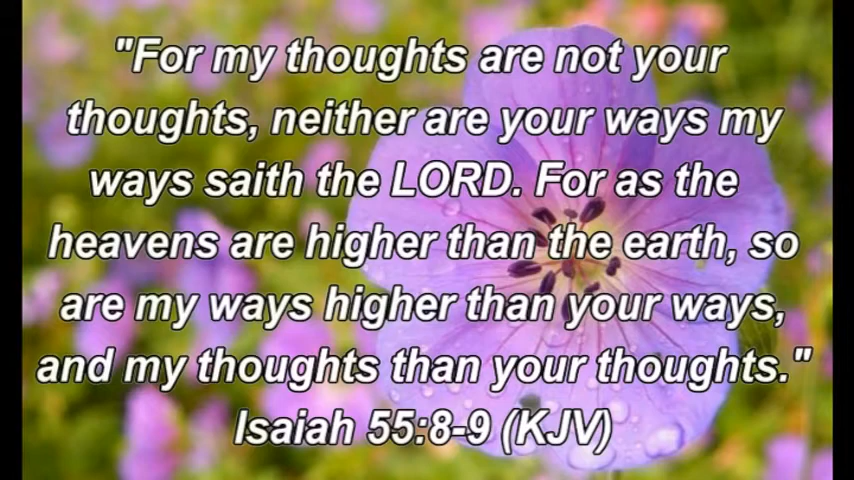 "For my thoughts are not your
thoughts, neither are your ways my
ways saith the LORD. For as the
heavens are higher than the earth, so
are my ways higher than your ways,
and my thoughts than your thoughts."
Isaiah 55:8-9 (KJV)